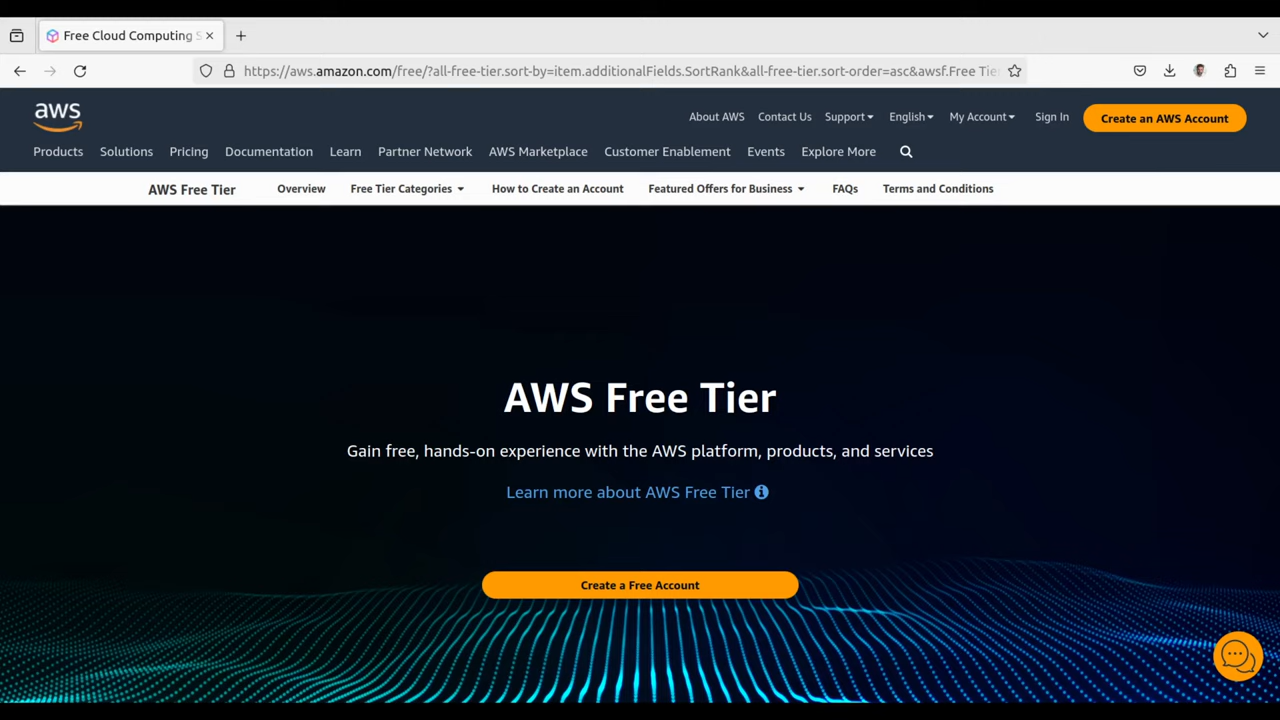 Free Cloud Computing S
https://aws.amazon.com/free/?all-free-tier.sort-by=item.additionalFields.SortRank&all-free-tier.sort-order=asc&awsf.Free Tie
aws
About AWS Contact Us Support English My Account Sign In Create an AWS Account
Products Solutions Pricing Documentation Learn Partner Network AWS Marketplace Customer Enablement Events Explore More
AWS Free Tier Overview Free Tier Categories How to Create an Account Featured Offers for Business FAQs Terms and Conditions
AWS Free Tier
Gain free, hands-on experience with the AWS platform, products, and services
Learn more about AWS Free Tier
Create a Free Account